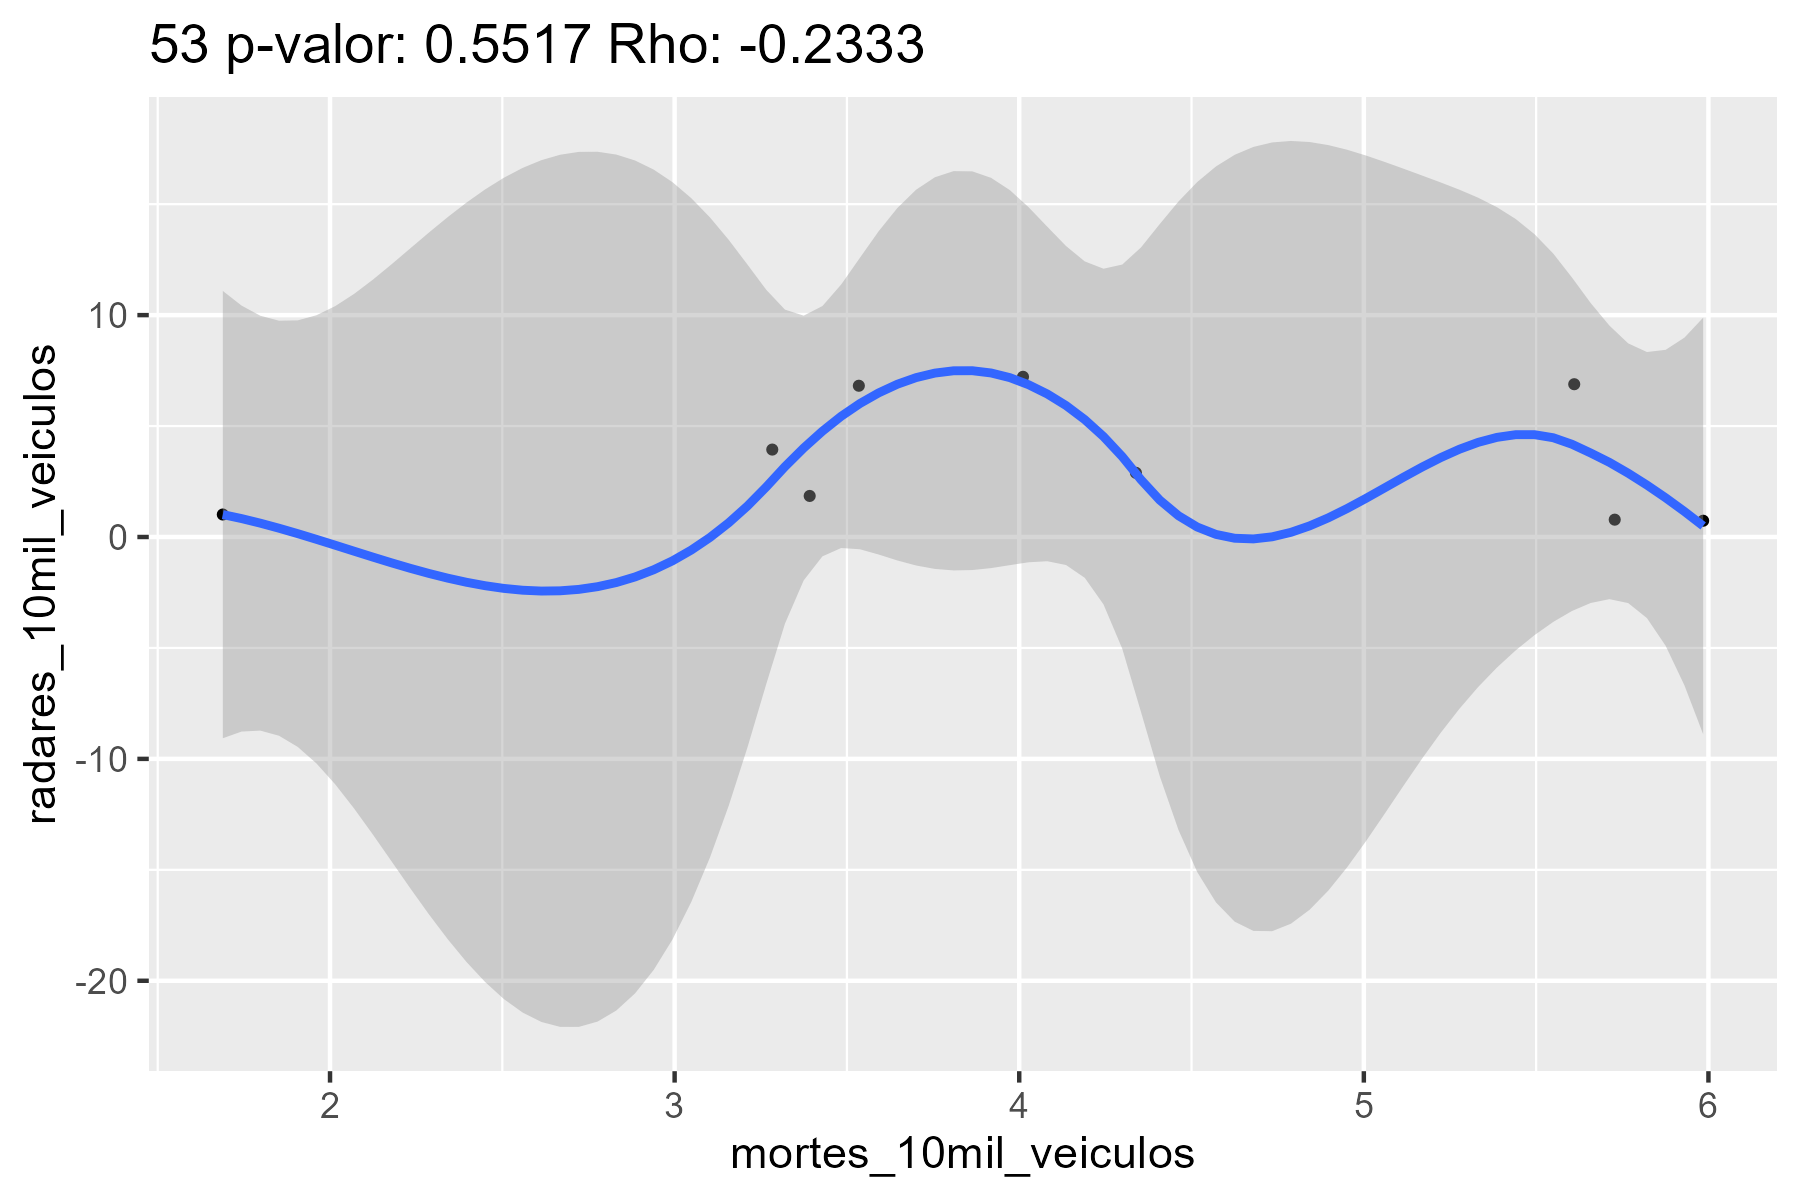 53 p-valor: 0.5517 Rho: -0.2333
radares_10mil_veiculos
10
0
-10
-20
2 3 4 5 6
mortes_10mil_veiculos